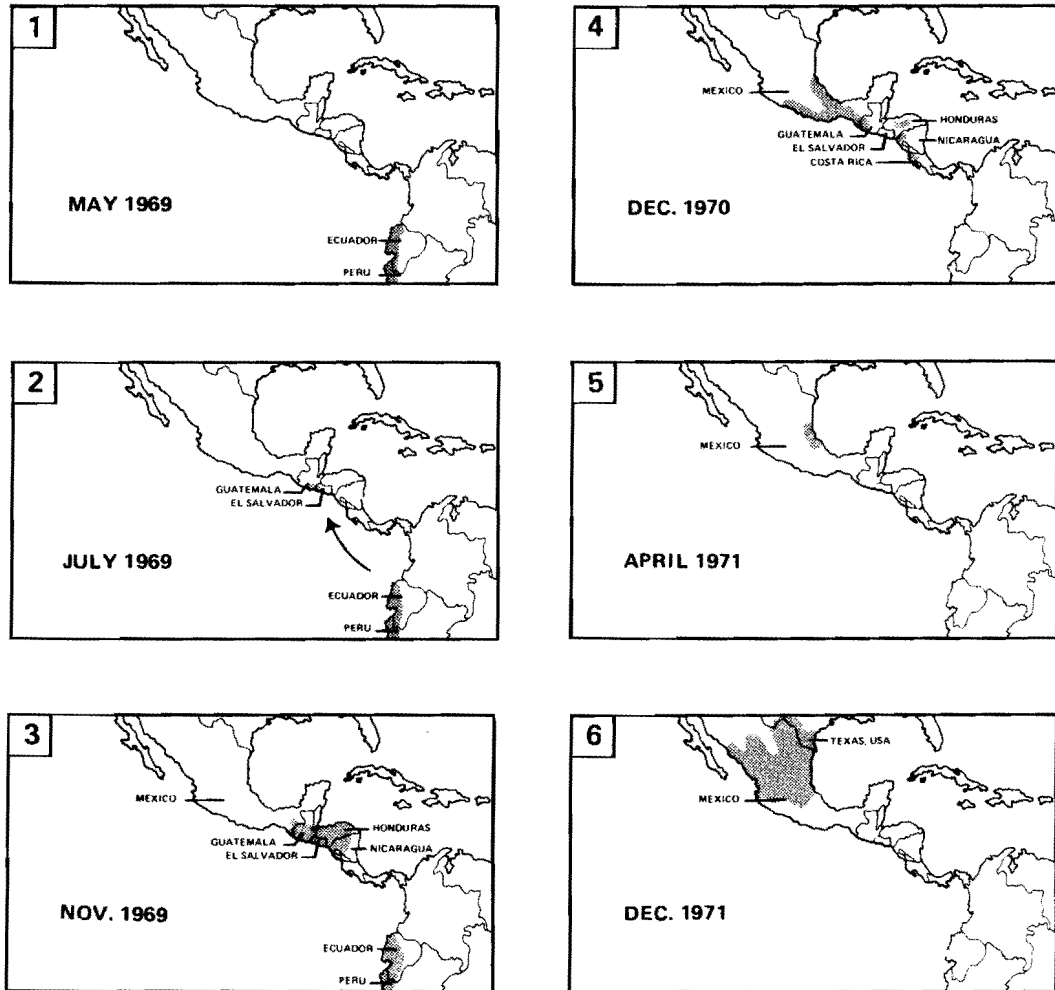 1
MAY 1969
ECUADOR
PERU
2
GUATEMALA
EL SALVADOR
JULY 1969
ECUADOR
PERU
3
MEXICO
HONDURAS
GUATEMALA
NICARAGUA
EL SALVADOR
NOV. 1969
ECUADOR
PERU
4
MEXICO
HONDURAS
GUATEMALA
NICARAGUA
EL SALVADOR
COSTA RICA
DEC. 1970
5
MEXICO
APRIL 1971
6
TEXAS, USA
MEXICO
DEC. 1971